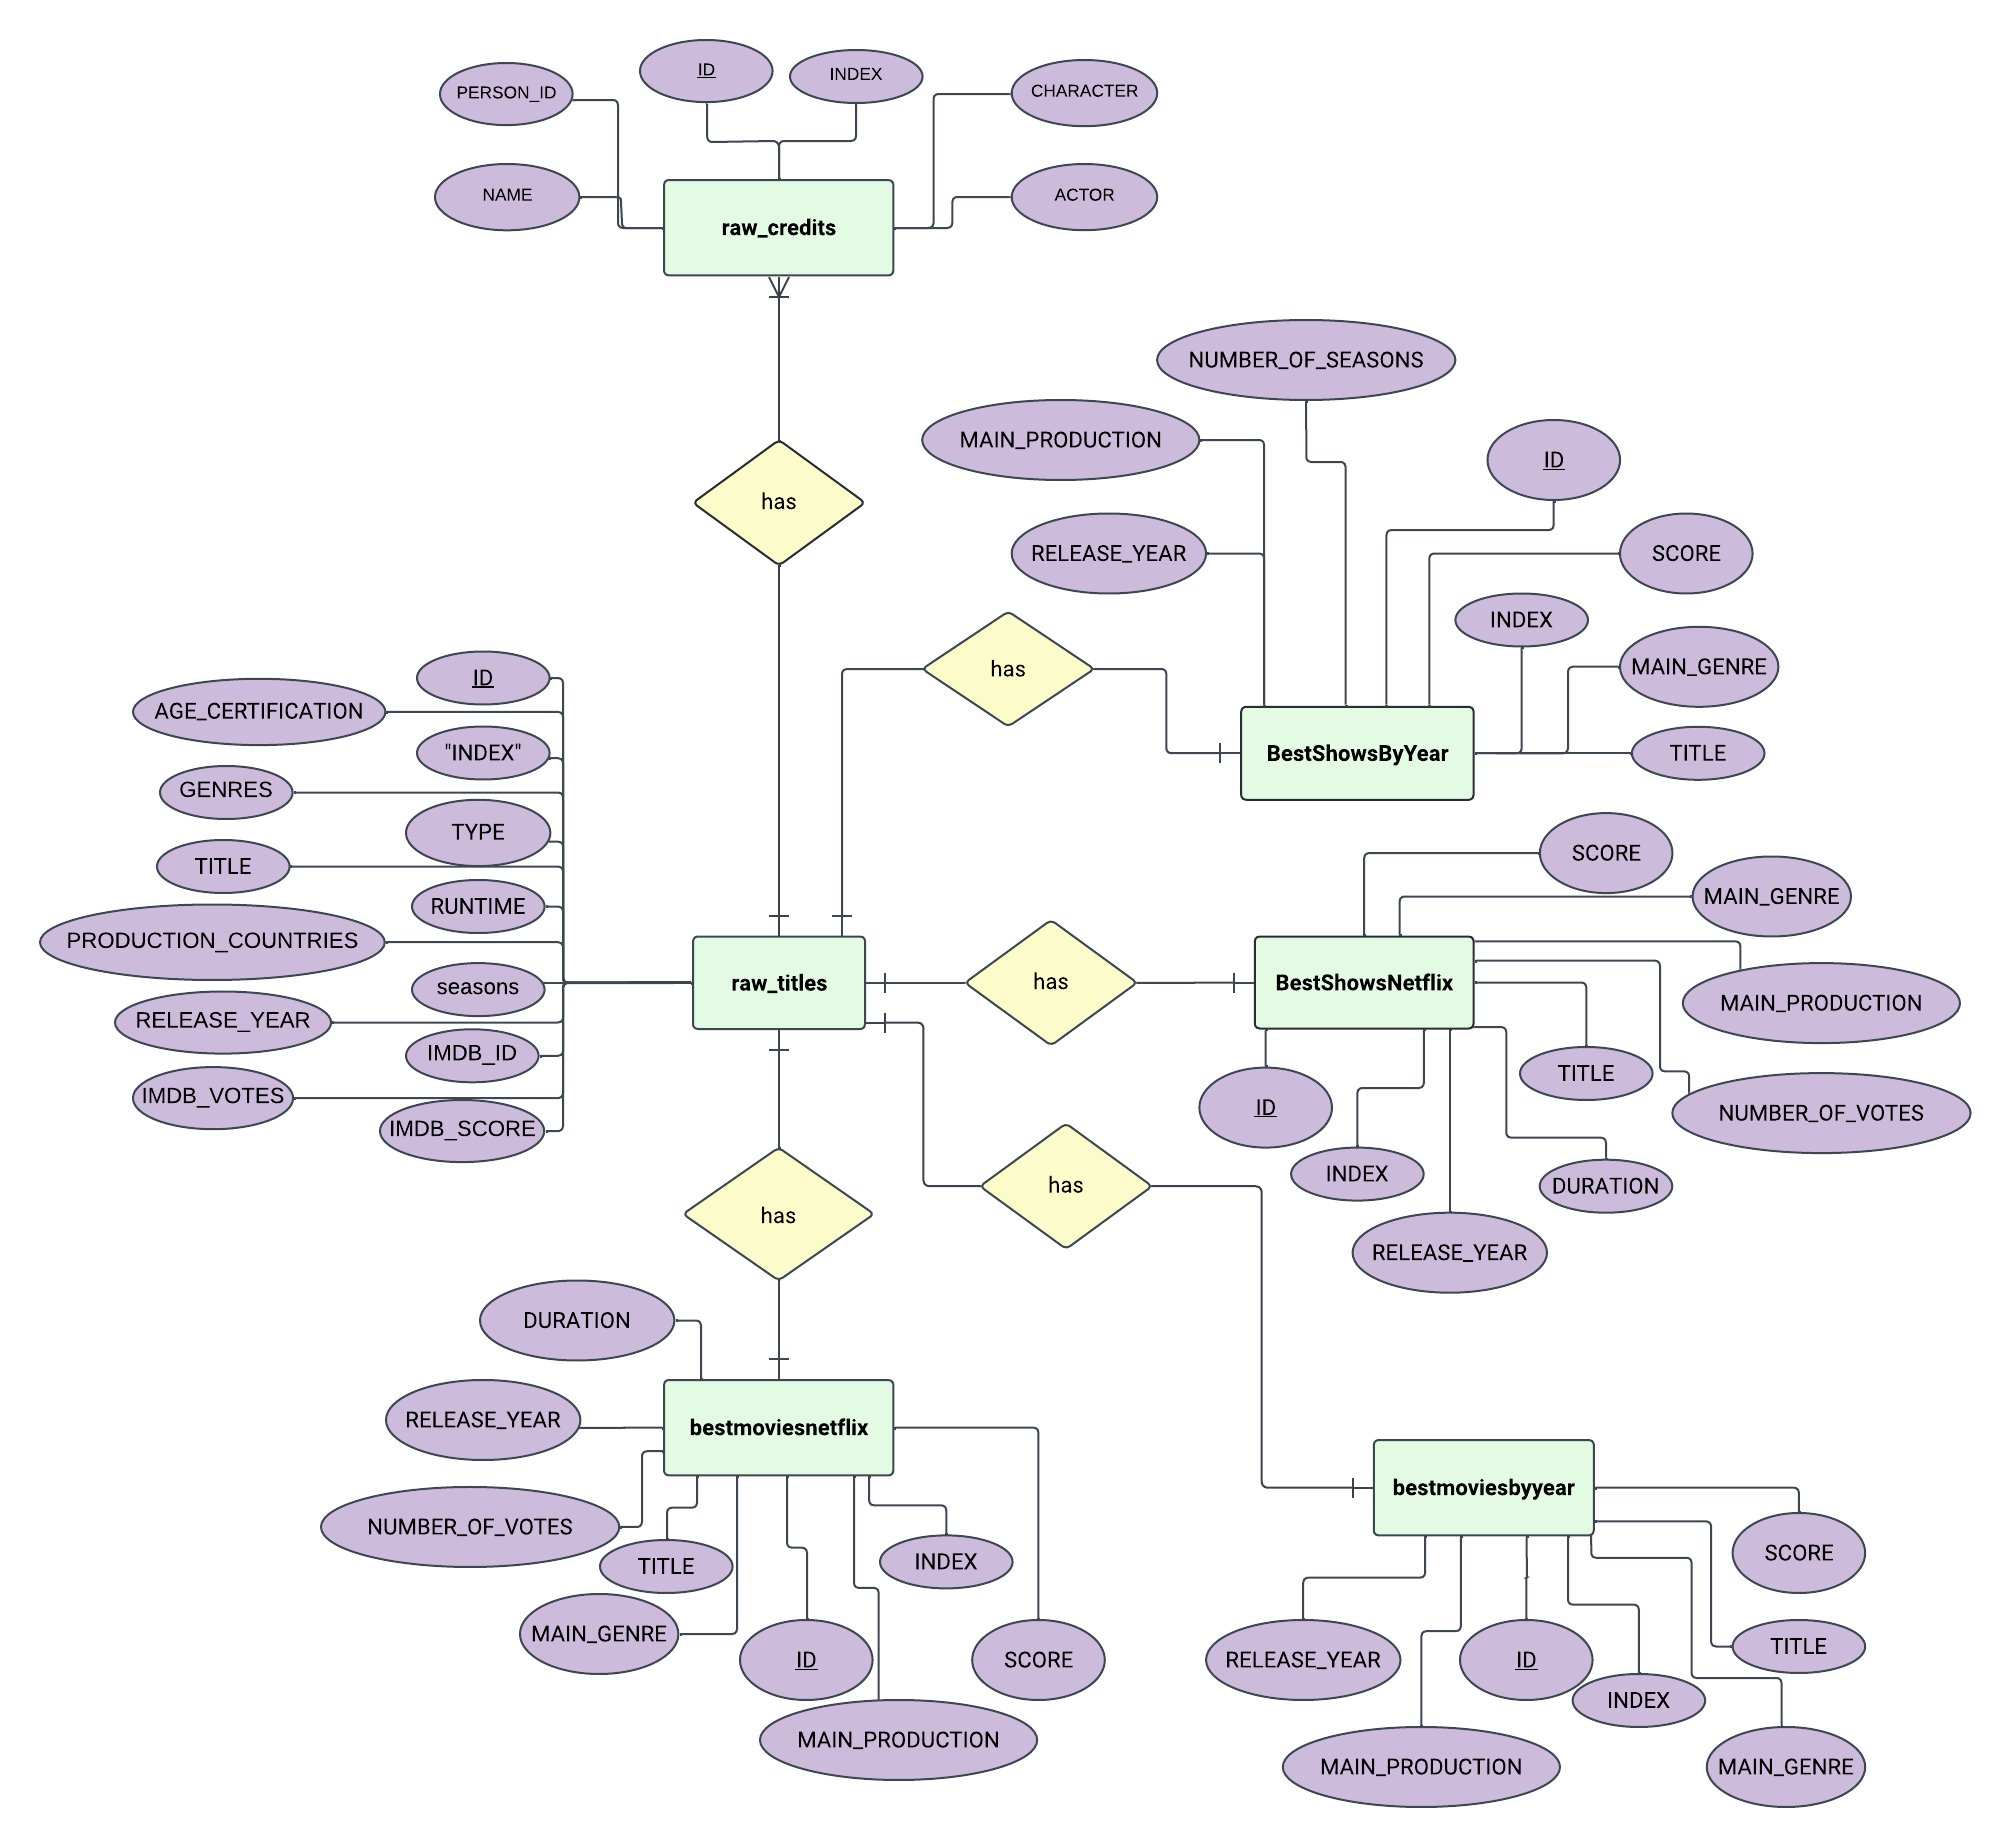 ID
INDEX
PERSON_ID
CHARACTER
NAME
ACTOR
raw_credits
has
NUMBER_OF_SEASONS
MAIN_PRODUCTION
ID
RELEASE_YEAR
SCORE
INDEX
has
MAIN_GENRE
BestShowsByYear
TITLE
ID
AGE_CERTIFICATION
"INDEX"
GENRES
TYPE
TITLE
RUNTIME
PRODUCTION_COUNTRIES
seasons
RELEASE_YEAR
IMDB_ID
IMDB_VOTES
IMDB_SCORE
raw_titles
has
BestShowsNetflix
SCORE
MAIN_GENRE
MAIN_PRODUCTION
TITLE
NUMBER_OF_VOTES
ID
INDEX
DURATION
RELEASE_YEAR
has
has
DURATION
RELEASE_YEAR
bestmoviesnetflix
NUMBER_OF_VOTES
TITLE
INDEX
MAIN_GENRE
ID
SCORE
MAIN_PRODUCTION
bestmoviesbyyear
SCORE
TITLE
RELEASE_YEAR
ID
INDEX
MAIN_PRODUCTION
MAIN_GENRE